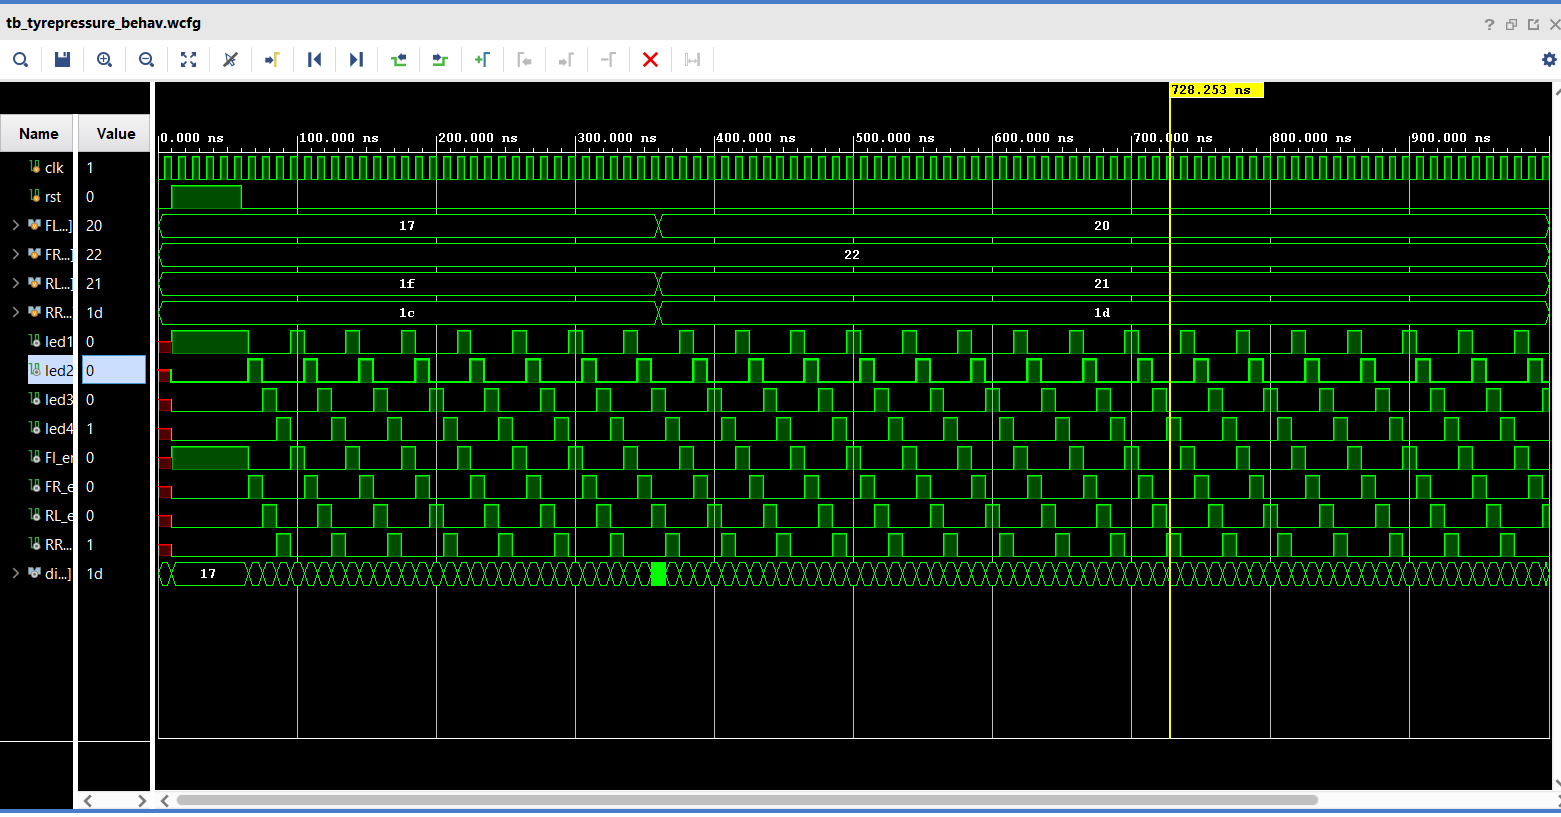 tb_tyrepressure_behav.wcfg
728.253 ns
Name Value
0.000 ns 100.000 ns 200.000 ns 300.000 ns 400.000 ns 500.000 ns 600.000 ns 700.000 ns 800.000 ns 900.000 ns
clk 1
rst 0
FL...] 20 17 20
FR...] 22 22
RL...] 21 1f 21
RR... 1d 1c 1d
led1 0
led2 0
led3 0
led4 1
Fl_er 0
FR_e 0
RL_e 0
RR... 1
di...] 1d 17